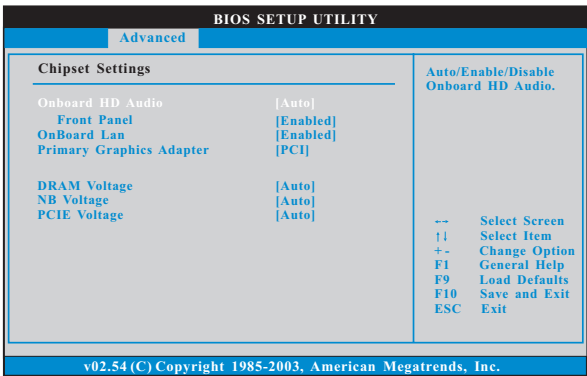 BIOS SETUP UTILITY
Advanced
Chipset Settings
Onboard HD Audio [Auto]
Front Panel [Enabled]
OnBoard Lan [Enabled]
Primary Graphics Adapter [PCI]
DRAM Voltage [Auto]
NB Voltage [Auto]
PCIE Voltage [Auto]
Auto/Enable/Disable
Onboard HD Audio.
←→ Select Screen
↑↓ Select Item
+- Change Option
F1 General Help
F9 Load Defaults
F10 Save and Exit
ESC Exit
v02.54 (C) Copyright 1985-2003, American Megatrends, Inc.